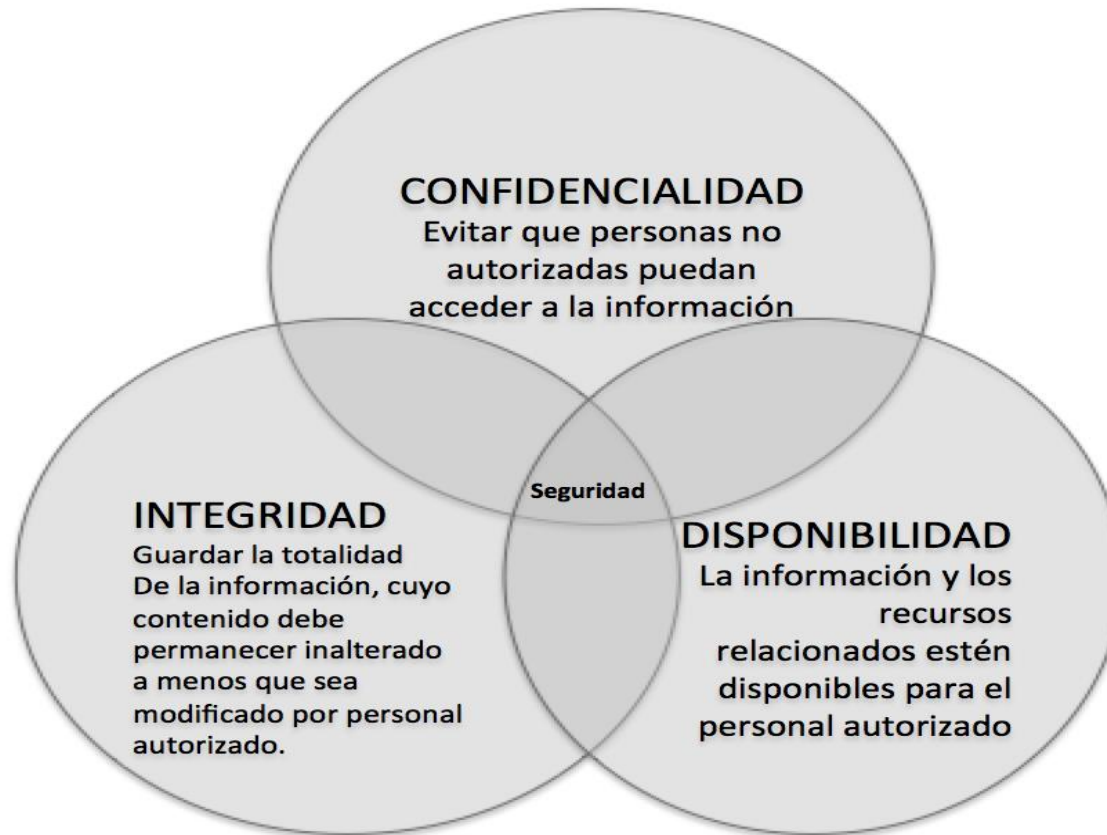 CONFIDENCIALIDAD
Evitar que personas no
autorizadas puedan
acceder a la información
Seguridad
INTEGRIDAD
Guardar la totalidad
De la información, cuyo
contenido debe
permanecer inalterado
a menos que sea
modificado por personal
autorizado.
DISPONIBILIDAD
La información y los
recursos
relacionados estén
disponibles para el
personal autorizado